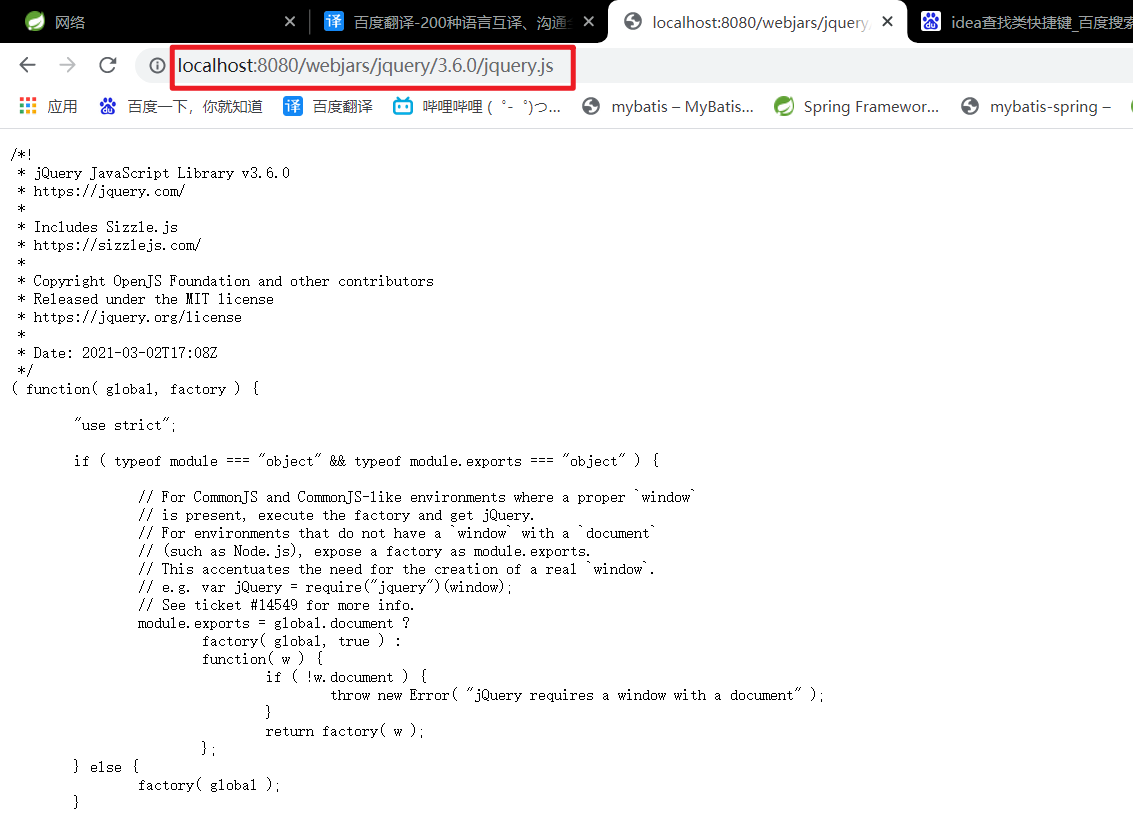 网络
译 百度翻译-200种语言互译、沟通
localhost:8080/webjars/jquery
idea查找类快捷键_百度搜索
localhost:8080/webjars/jquery/3.6.0/jquery.js
应用 百度一下，你就知道 译 百度翻译 哔哩哔哩 (゜-゜)つ... mybatis – MyBatis... Spring Framewor... mybatis-spring –
/*!
 * jQuery JavaScript Library v3.6.0
 * https://jquery.com/
 *
 * Includes Sizzle.js
 * https://sizzlejs.com/
 *
 * Copyright OpenJS Foundation and other contributors
 * Released under the MIT license
 * https://jquery.org/license
 *
 * Date: 2021-03-02T17:08Z
 */
( function( global, factory ) {
"use strict";
if ( typeof module === "object" && typeof module.exports === "object" ) {
// For CommonJS and CommonJS-like environments where a proper `window`
// is present, execute the factory and get jQuery.
// For environments that do not have a `window` with a `document`
// (such as Node.js), expose a factory as module.exports.
// This accentuates the need for the creation of a real `window`.
// e.g. var jQuery = require("jquery")(window);
// See ticket #14549 for more info.
module.exports = global.document ?
factory( global, true ) :
function( w ) {
if ( !w.document ) {
throw new Error( "jQuery requires a window with a document" );
}
return factory( w );
};
} else {
factory( global );
}